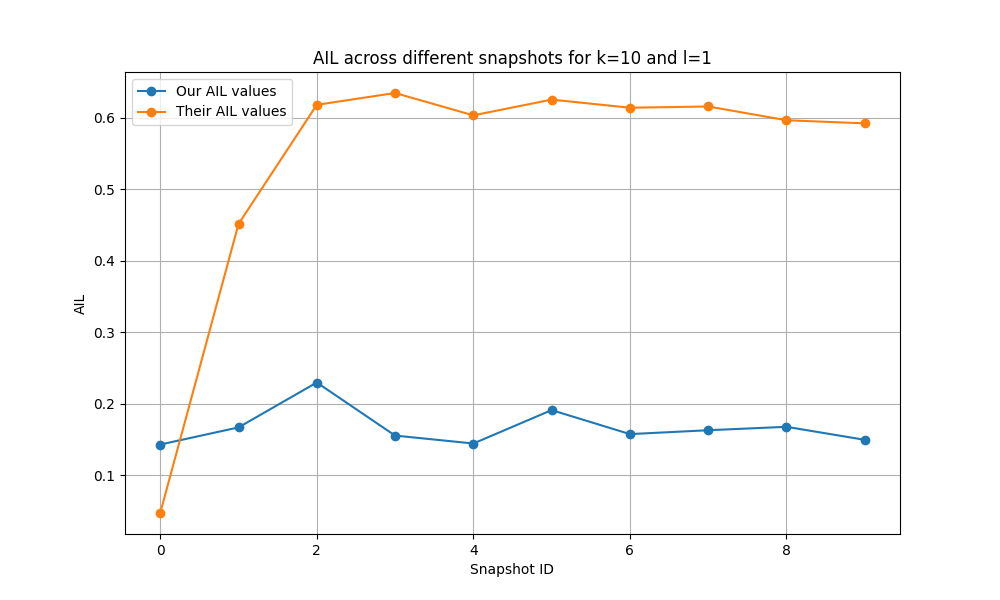 AIL across different snapshots for k=10 and l=1
Our AIL values
Their AIL values
AIL
0.6
0.5
0.4
0.3
0.2
0.1
0 2 4 6 8
Snapshot ID